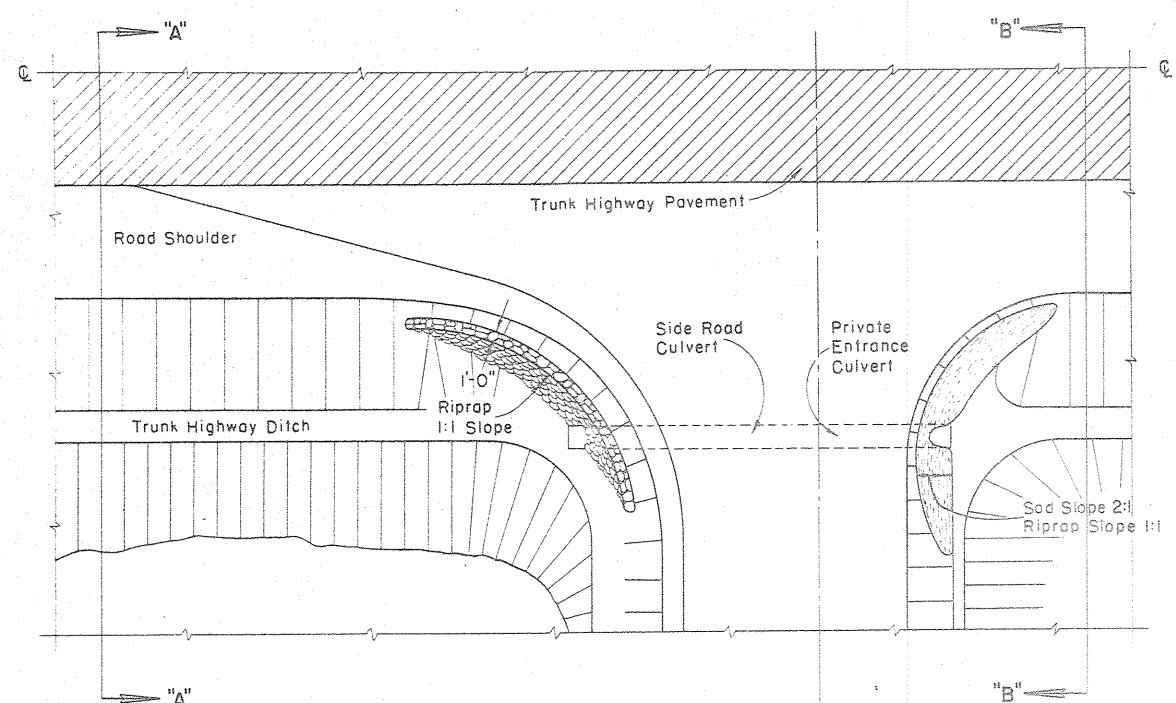 "A"
"B"
℄
℄
Trunk Highway Pavement
Road Shoulder
Side Road
Culvert
Private
Entrance
Culvert
1'-0"
Riprap
1:1 Slope
Trunk Highway Ditch
Sod Slope 2:1
Riprap Slope 1:1
"A"
"B"